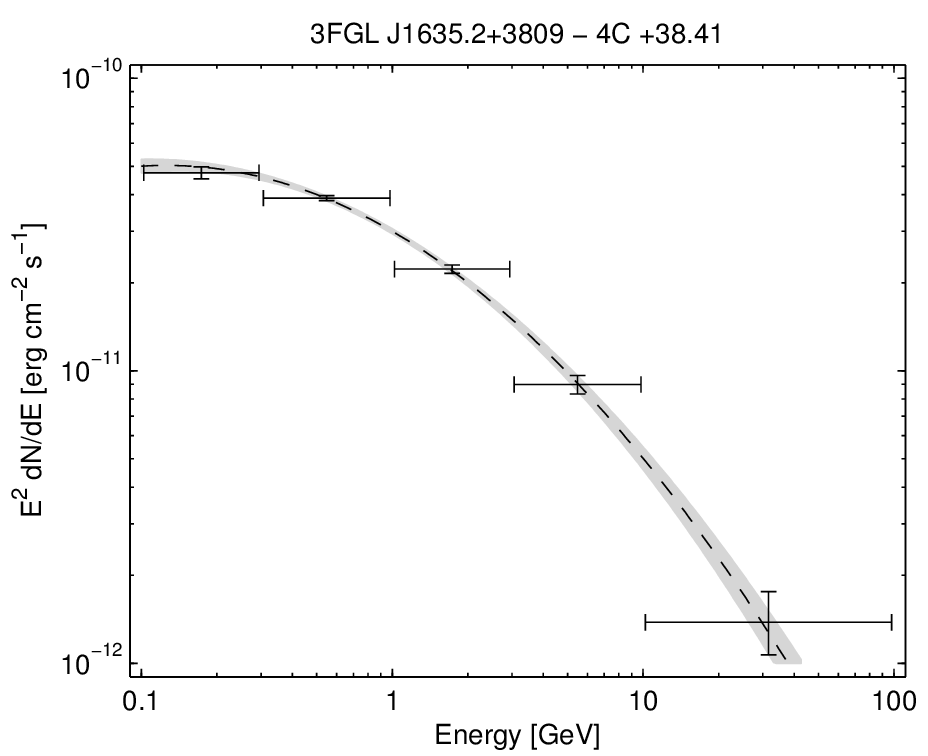 3FGL J1635.2+3809 − 4C +38.41
E² dN/dE [erg cm⁻² s⁻¹]
10⁻¹⁰
10⁻¹¹
10⁻¹²
0.1 1 10 100
Energy [GeV]